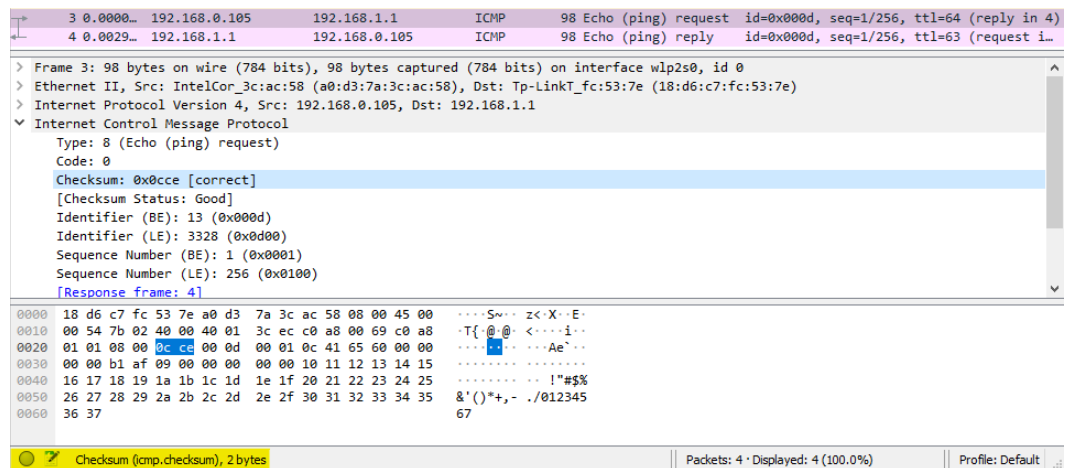 3 0.0000… 192.168.0.105 192.168.1.1 ICMP 98 Echo (ping) request id=0x000d, seq=1/256, ttl=64 (reply in 4)
4 0.0029… 192.168.1.1 192.168.0.105 ICMP 98 Echo (ping) reply id=0x000d, seq=1/256, ttl=63 (request i…
> Frame 3: 98 bytes on wire (784 bits), 98 bytes captured (784 bits) on interface wlp2s0, id 0
> Ethernet II, Src: IntelCor_3c:ac:58 (a0:d3:7a:3c:ac:58), Dst: Tp-LinkT_fc:53:7e (18:d6:c7:fc:53:7e)
> Internet Protocol Version 4, Src: 192.168.0.105, Dst: 192.168.1.1
Internet Control Message Protocol
Type: 8 (Echo (ping) request)
Code: 0
Checksum: 0x0cce [correct]
[Checksum Status: Good]
Identifier (BE): 13 (0x000d)
Identifier (LE): 3328 (0x0d00)
Sequence Number (BE): 1 (0x0001)
Sequence Number (LE): 256 (0x0100)
[Response frame: 4]
0000 18 d6 c7 fc 53 7e a0 d3 7a 3c ac 58 08 00 45 00 ····S~·· z<·X··E·
0010 00 54 7b 02 40 00 40 01 3c ec c0 a8 00 69 c0 a8 ·T{·@·@· <····i··
0020 01 01 08 00 0c ce 00 0d 00 01 0c 41 65 60 00 00 ········ ···Ae`··
0030 00 00 b1 af 09 00 00 00 00 00 10 11 12 13 14 15 ········ ········
0040 16 17 18 19 1a 1b 1c 1d 1e 1f 20 21 22 23 24 25 ········ ·· !"#$%
0050 26 27 28 29 2a 2b 2c 2d 2e 2f 30 31 32 33 34 35 &'()*+,- ./012345
0060 36 37 67
Checksum (icmp.checksum), 2 bytes Packets: 4 · Displayed: 4 (100.0%) Profile: Default